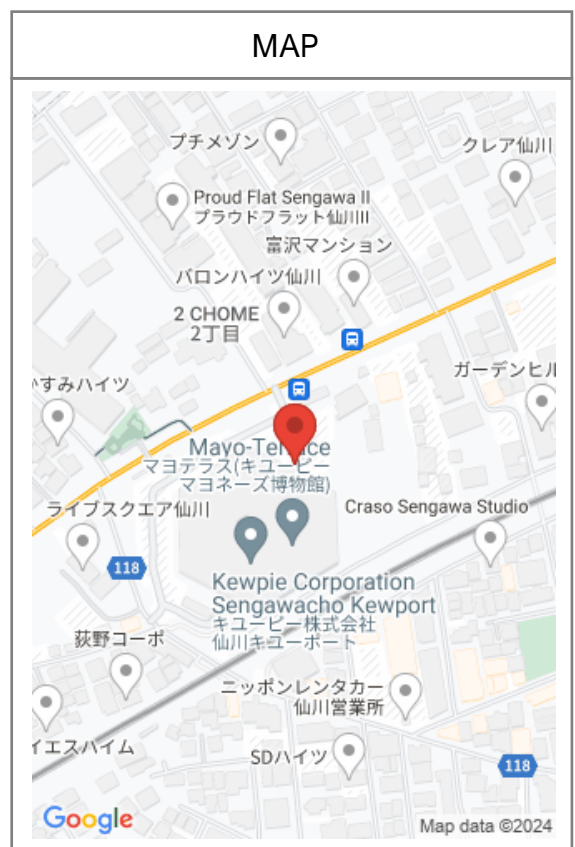 MAP
プチメゾン
クレア仙川
Proud Flat Sengawa II
プラウドフラット仙川II
富沢マンション
バロンハイツ仙川
2 CHOME
2丁目
ガーデンヒル
かすみハイツ
Mayo-Terrace
マヨテラス(キユーピー
マヨネーズ博物館)
ライブスクエア仙川
Craso Sengawa Studio
118
Kewpie Corporation
Sengawacho Kewport
キユーピー株式会社
仙川キユーポート
荻野コーポ
ニッポンレンタカー
仙川営業所
イエスハイム
SDハイツ
118
Google
Map data ©2024